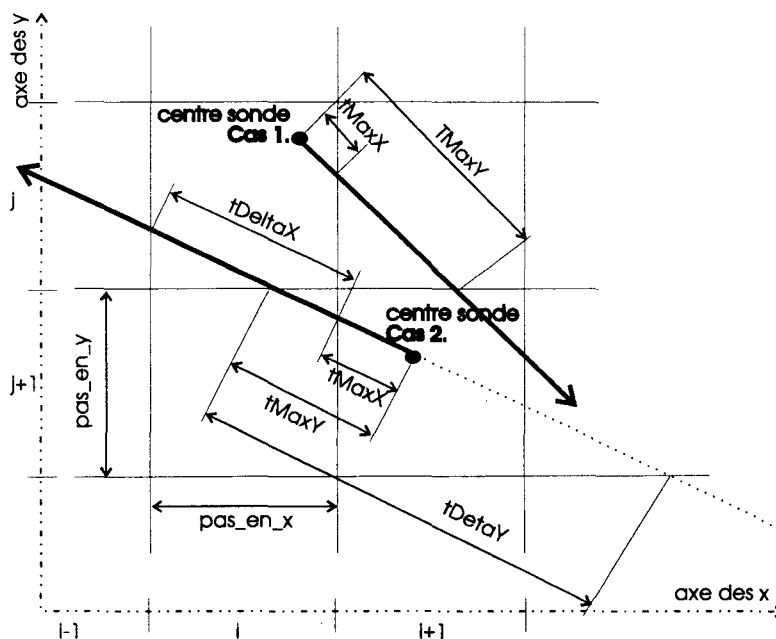 axe des y
centre sonde
Cas 1.
tMaxX
TMaxY
j
tDeltaX
centre sonde
Cas 2.
tMaxX
j+1
pas_en_y
tMaxY
pas_en_x
tDetaY
axe des x
i-1
i
i+1